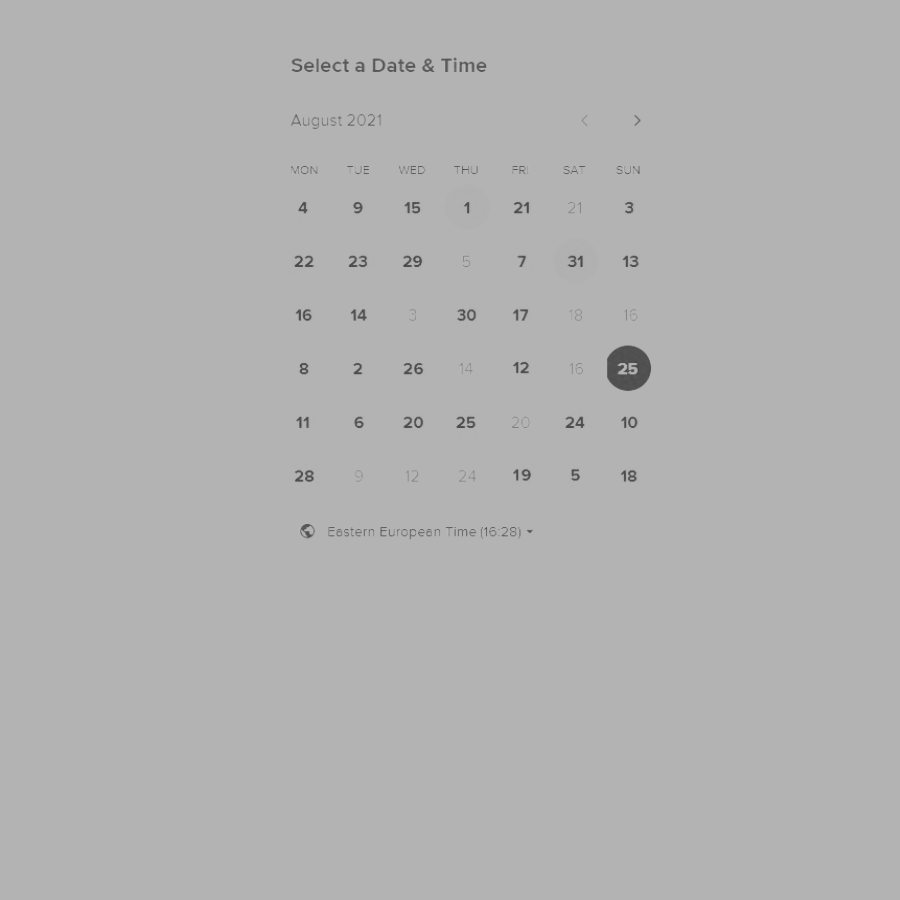 Select a Date & Time
August 2021
MON TUE WED THU FRI SAT SUN
4 9 15 1 21 21 3
22 23 29 5 7 31 13
16 14 3 30 17 18 16
8 2 26 14 12 16 25
11 6 20 25 20 24 10
28 9 12 24 19 5 18
Eastern European Time (16:28)